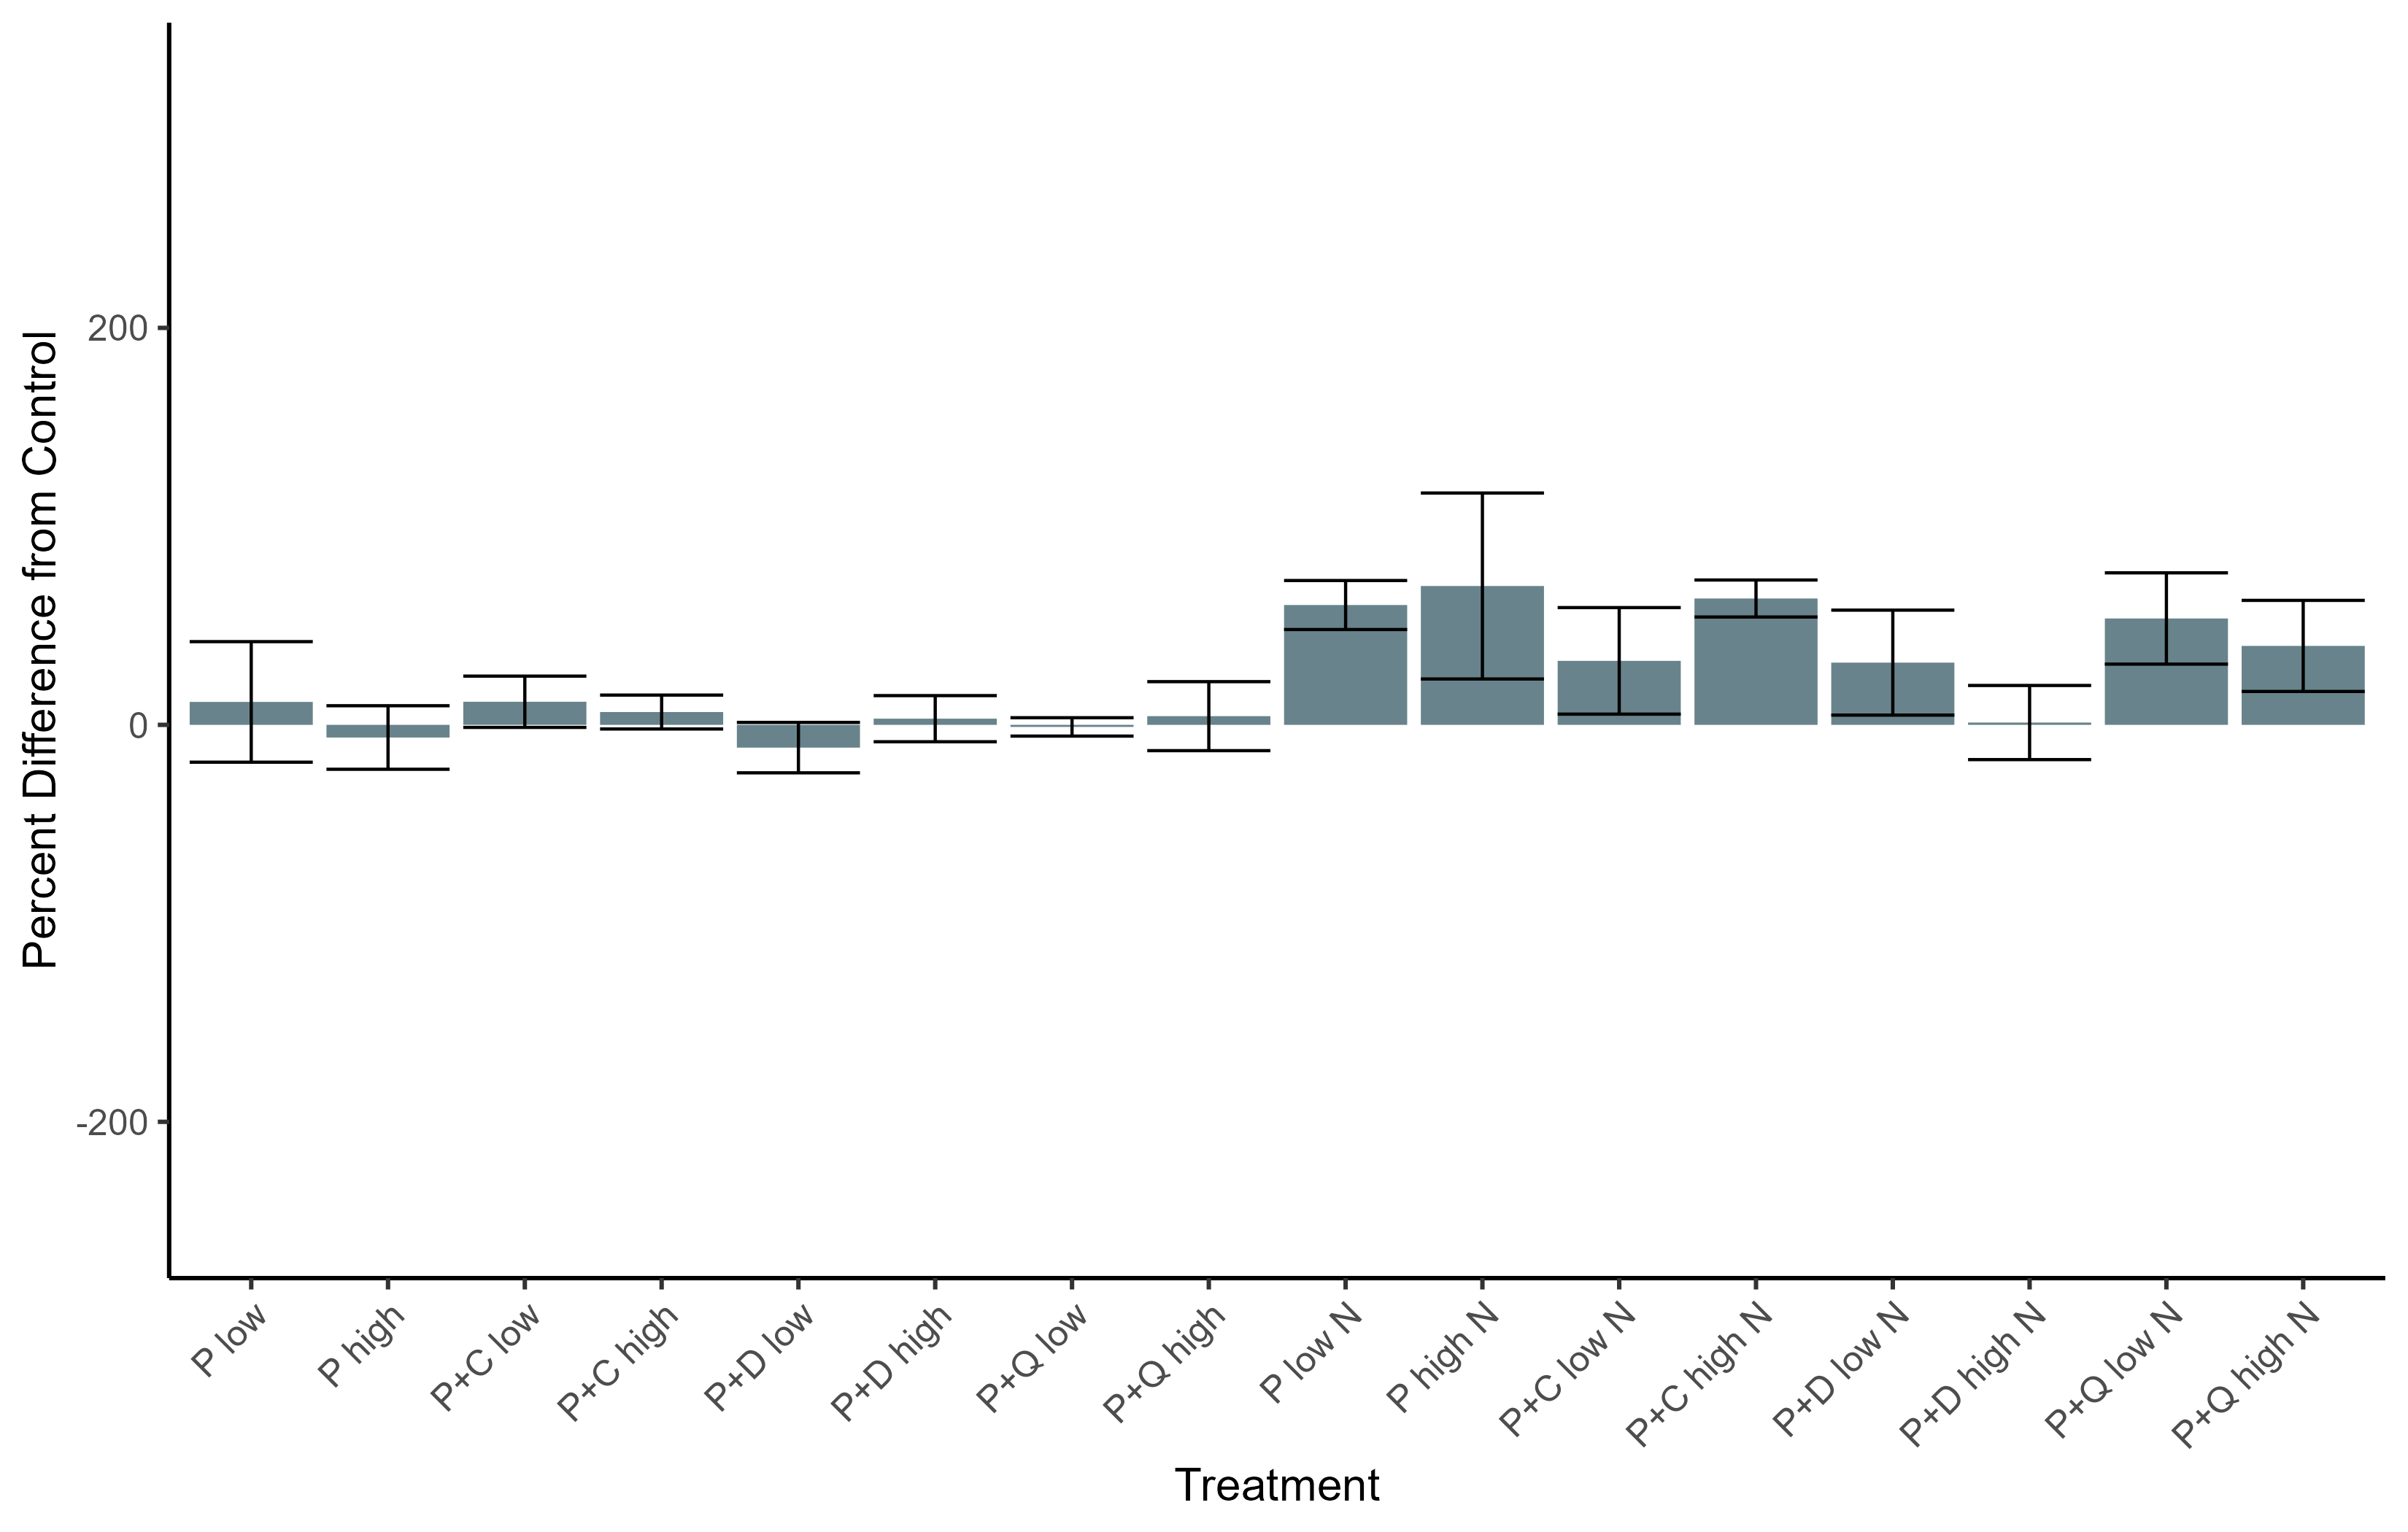 Percent Difference from Control
200
0
-200
P low
P high
P+C low
P+C high
P+D low
P+D high
P+Q low
P+Q high
P low N
P high N
P+C low N
P+C high N
P+D low N
P+D high N
P+Q low N
P+Q high N
Treatment